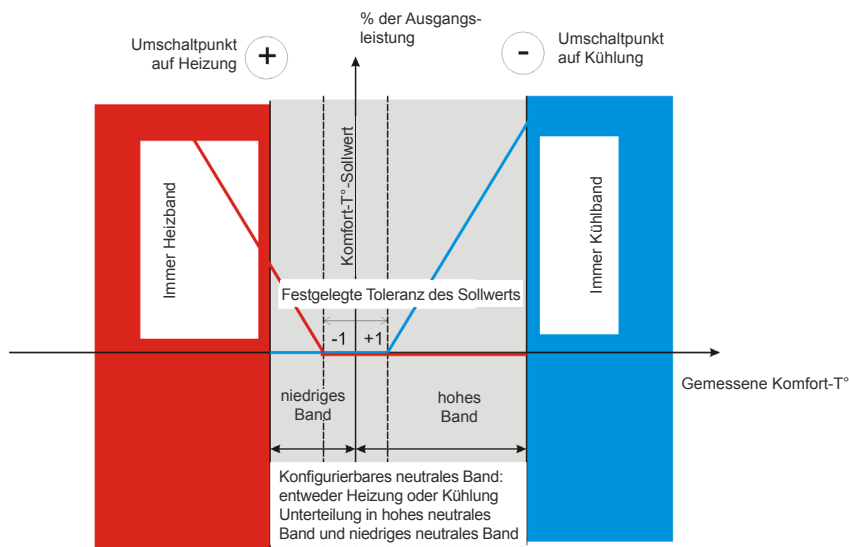 % der Ausgangs-
leistung
Umschaltpunkt
auf Heizung
+
-
Umschaltpunkt
auf Kühlung
Immer Heizband
Komfort-T°-Sollwert
Immer Kühlband
Festgelegte Toleranz des Sollwerts
-1
+1
Gemessene Komfort-T°
niedriges
Band
hohes
Band
Konfigurierbares neutrales Band:
entweder Heizung oder Kühlung
Unterteilung in hohes neutrales
Band und niedriges neutrales Band